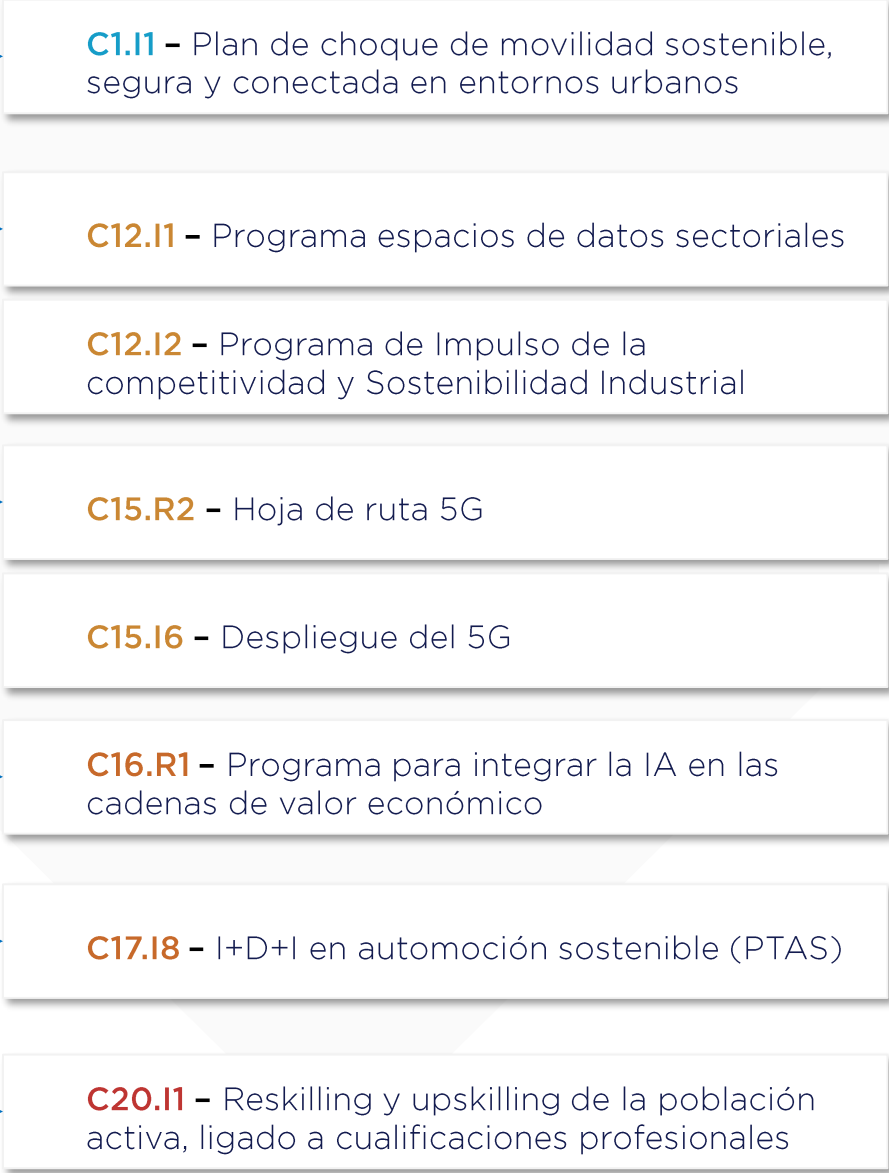 C1.I1 – Plan de choque de movilidad sostenible,
segura y conectada en entornos urbanos
C12.I1 – Programa espacios de datos sectoriales
C12.I2 – Programa de Impulso de la
competitividad y Sostenibilidad Industrial
C15.R2 – Hoja de ruta 5G
C15.I6 – Despliegue del 5G
C16.R1 – Programa para integrar la IA en las
cadenas de valor económico
C17.I8 – I+D+I en automoción sostenible (PTAS)
C20.I1 – Reskilling y upskilling de la población
activa, ligado a cualificaciones profesionales